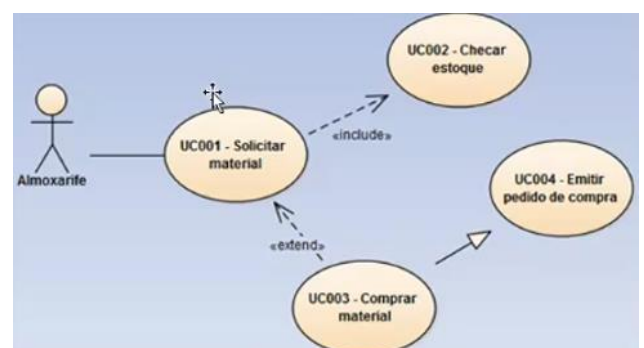 UC002 - Checar
estoque
«include»
UC001 - Solicitar
material
Almoxarife
UC004 - Emitir
pedido de compra
«extend»
UC003 - Comprar
material